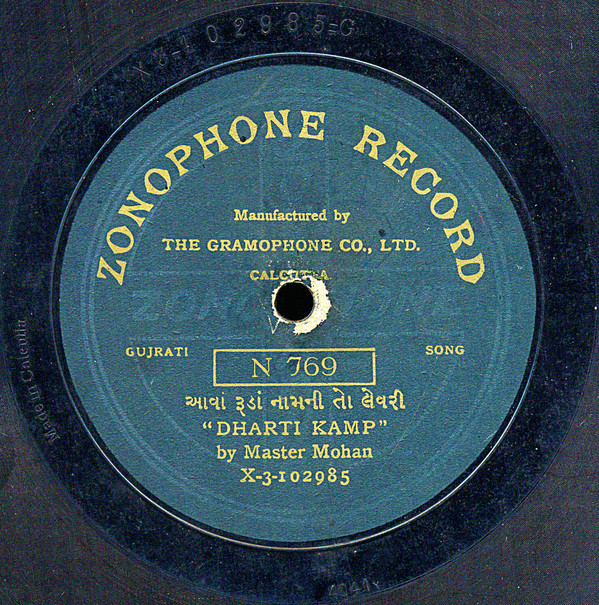 X-3-102985-G
ZONOPHONE RECORD
Manufactured by
THE GRAMOPHONE CO., LTD.
CALCUTTA
GUJRATI SONG
N 769
આવા રૂડાં નામની તો લેવરી
"DHARTI KAMP"
by Master Mohan
X-3-102985
Made in Calcutta